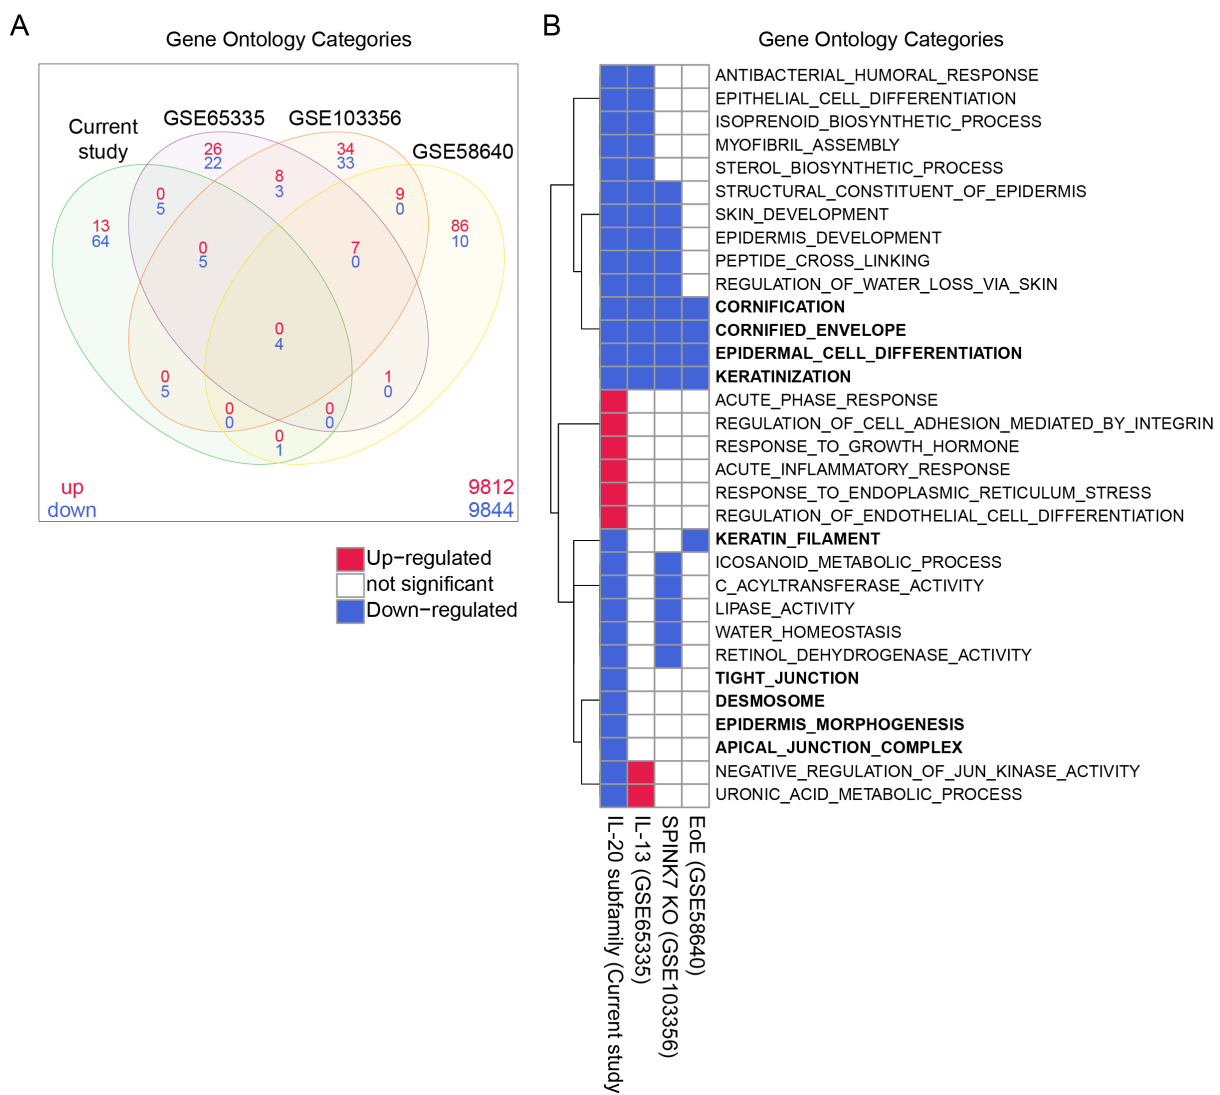 A
Gene Ontology Categories
Current
study
GSE65335
GSE103356
GSE58640
26
22
34
33
8
3
0
5
9
0
13
64
86
10
0
5
7
0
0
4
0
5
1
0
0
0
0
0
0
1
up
down
9812
9844
Up-regulated
not significant
Down-regulated
B
Gene Ontology Categories
ANTIBACTERIAL_HUMORAL_RESPONSE
EPITHELIAL_CELL_DIFFERENTIATION
ISOPRENOID_BIOSYNTHETIC_PROCESS
MYOFIBRIL_ASSEMBLY
STEROL_BIOSYNTHETIC_PROCESS
STRUCTURAL_CONSTITUENT_OF_EPIDERMIS
SKIN_DEVELOPMENT
EPIDERMIS_DEVELOPMENT
PEPTIDE_CROSS_LINKING
REGULATION_OF_WATER_LOSS_VIA_SKIN
CORNIFICATION
CORNIFIED_ENVELOPE
EPIDERMAL_CELL_DIFFERENTIATION
KERATINIZATION
ACUTE_PHASE_RESPONSE
REGULATION_OF_CELL_ADHESION_MEDIATED_BY_INTEGRIN
RESPONSE_TO_GROWTH_HORMONE
ACUTE_INFLAMMATORY_RESPONSE
RESPONSE_TO_ENDOPLASMIC_RETICULUM_STRESS
REGULATION_OF_ENDOTHELIAL_CELL_DIFFERENTIATION
KERATIN_FILAMENT
ICOSANOID_METABOLIC_PROCESS
C_ACYLTRANSFERASE_ACTIVITY
LIPASE_ACTIVITY
WATER_HOMEOSTASIS
RETINOL_DEHYDROGENASE_ACTIVITY
TIGHT_JUNCTION
DESMOSOME
EPIDERMIS_MORPHOGENESIS
APICAL_JUNCTION_COMPLEX
NEGATIVE_REGULATION_OF_JUN_KINASE_ACTIVITY
URONIC_ACID_METABOLIC_PROCESS
IL-20 subfamily (Current study
IL-13 (GSE65335)
SPINK7 KO (GSE103356)
EoE (GSE58640)